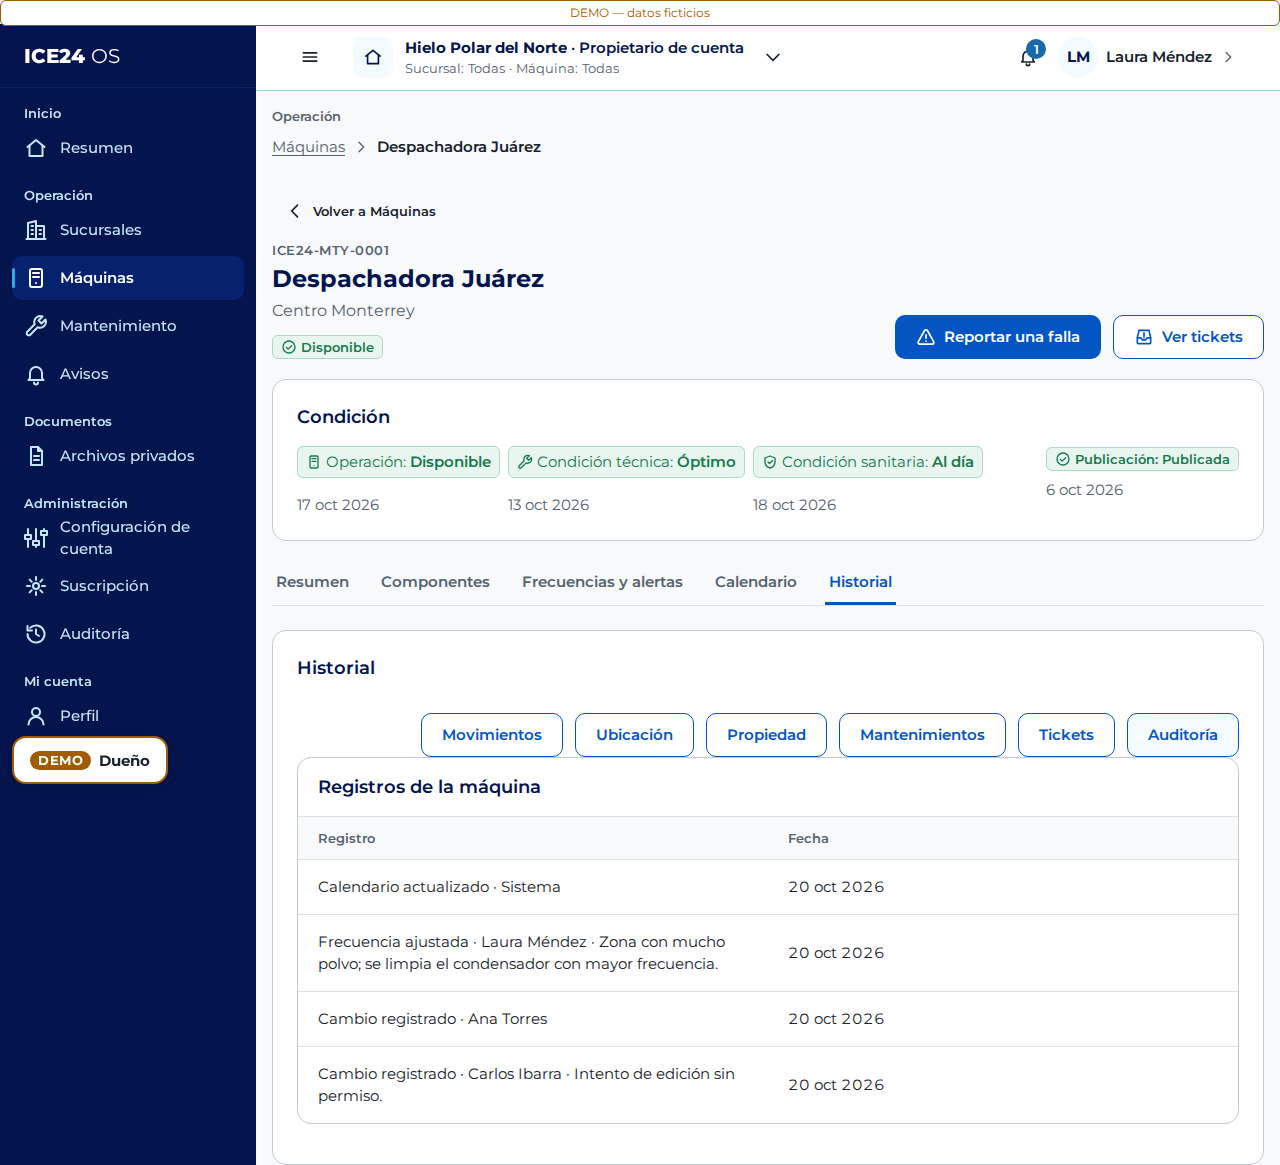 DEMO — datos ficticios
ICE24 OS
Inicio
Resumen
Operación
Sucursales
Máquinas
Mantenimiento
Avisos
Documentos
Archivos privados
Administración
Configuración de
cuenta
Suscripción
Auditoría
Mi cuenta
Perfil
DEMO Dueño
Hielo Polar del Norte · Propietario de cuenta
Sucursal: Todas · Máquina: Todas
1
LM Laura Méndez
Operación
Máquinas > Despachadora Juárez
Volver a Máquinas
ICE24-MTY-0001
Despachadora Juárez
Centro Monterrey
Disponible
Reportar una falla
Ver tickets
Condición
Operación: Disponible
17 oct 2026
Condición técnica: Óptimo
13 oct 2026
Condición sanitaria: Al día
18 oct 2026
Publicación: Publicada
6 oct 2026
Resumen Componentes Frecuencias y alertas Calendario Historial
Historial
Movimientos Ubicación Propiedad Mantenimientos Tickets Auditoría
Registros de la máquina
Registro Fecha
Calendario actualizado · Sistema 20 oct 2026
Frecuencia ajustada · Laura Méndez · Zona con mucho
polvo; se limpia el condensador con mayor frecuencia. 20 oct 2026
Cambio registrado · Ana Torres 20 oct 2026
Cambio registrado · Carlos Ibarra · Intento de edición sin
permiso. 20 oct 2026